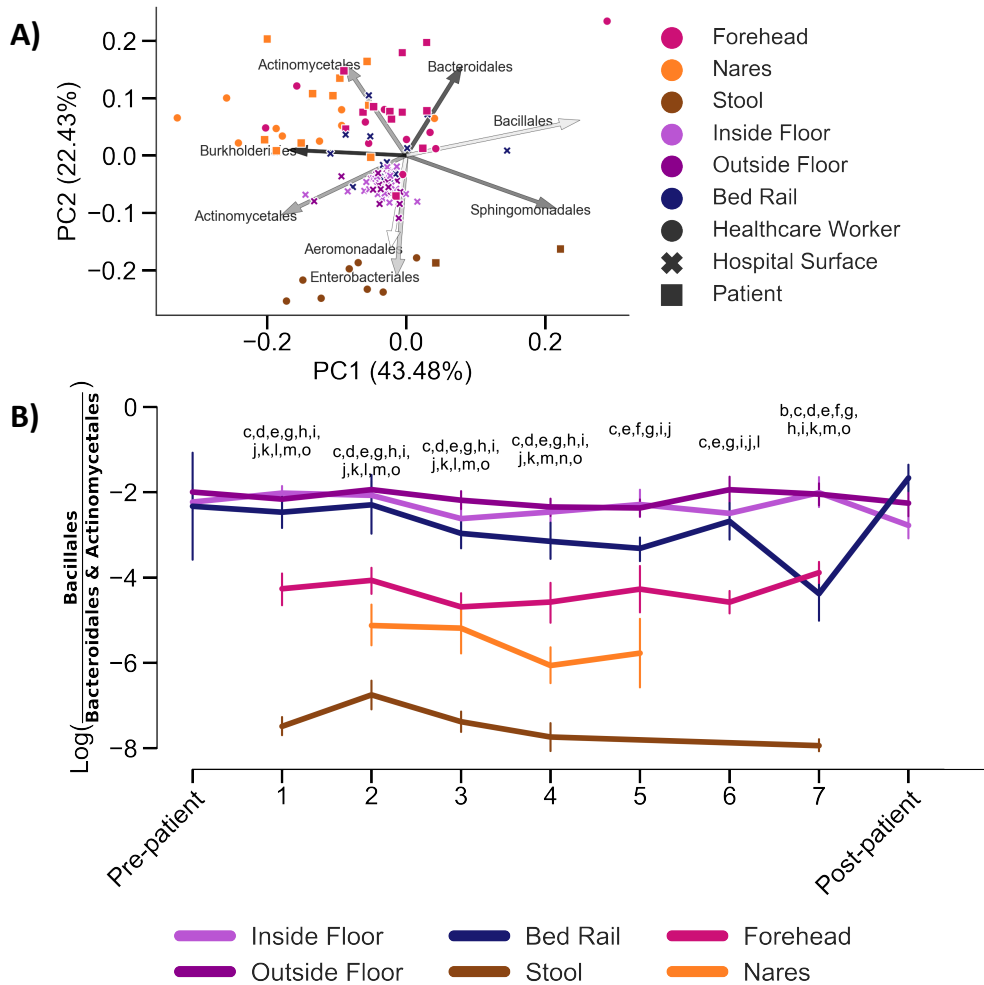 A)
0.2
0.1
0.0
−0.1
−0.2
PC2 (22.43%)
−0.2
0.0
0.2
PC1 (43.48%)
Actinomycetales
Bacteroidales
Bacillales
Actinomycetales
Sphingomonadales
Aeromonadales
Enterobacteriales
Forehead
Nares
Stool
Inside Floor
Outside Floor
Bed Rail
Healthcare Worker
Hospital Surface
Patient
B)
Log(
Bacillales
Bacteroidales & Actinomycetales
)
0
−2
−4
−6
−8
c,d,e,g,h,i,
j,k,l,m,o
c,d,e,g,h,i,
j,k,l,m,o
c,d,e,g,h,i,
j,k,l,m,o
c,d,e,g,h,i,
j,k,m,n,o
c,e,f,g,i,j
c,e,g,i,j,l
b,c,d,e,f,g,
h,i,k,m,o
Pre-patient
1
2
3
4
5
6
7
Post-patient
Inside Floor
Bed Rail
Forehead
Outside Floor
Stool
Nares